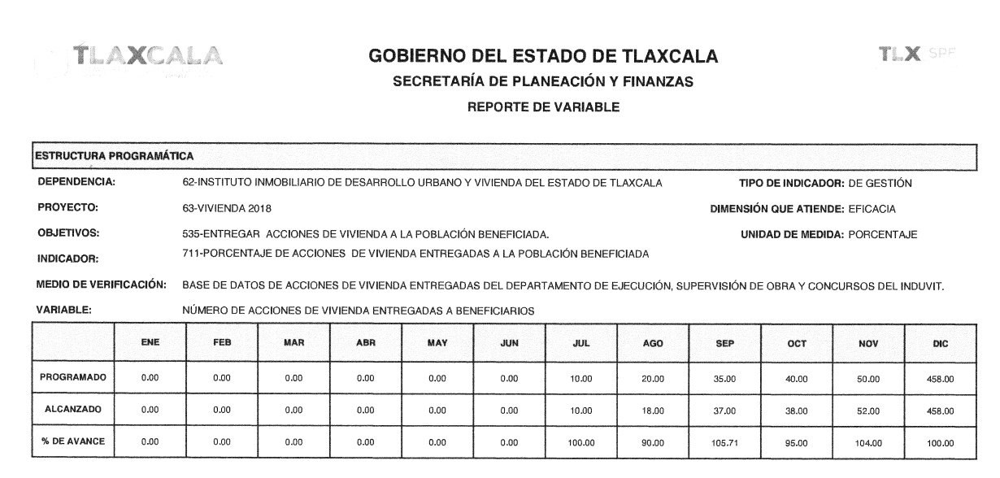 TLAXCALA
GOBIERNO DEL ESTADO DE TLAXCALA
TLX SPF
SECRETARÍA DE PLANEACIÓN Y FINANZAS
REPORTE DE VARIABLE
ESTRUCTURA PROGRAMÁTICA
DEPENDENCIA: 62-INSTITUTO INMOBILIARIO DE DESARROLLO URBANO Y VIVIENDA DEL ESTADO DE TLAXCALA TIPO DE INDICADOR: DE GESTIÓN
PROYECTO: 63-VIVIENDA 2018 DIMENSIÓN QUE ATIENDE: EFICACIA
OBJETIVOS: 535-ENTREGAR ACCIONES DE VIVIENDA A LA POBLACIÓN BENEFICIADA. UNIDAD DE MEDIDA: PORCENTAJE
INDICADOR: 711-PORCENTAJE DE ACCIONES DE VIVIENDA ENTREGADAS A LA POBLACIÓN BENEFICIADA
MEDIO DE VERIFICACIÓN: BASE DE DATOS DE ACCIONES DE VIVIENDA ENTREGADAS DEL DEPARTAMENTO DE EJECUCIÓN, SUPERVISIÓN DE OBRA Y CONCURSOS DEL INDUVIT.
VARIABLE: NÚMERO DE ACCIONES DE VIVIENDA ENTREGADAS A BENEFICIARIOS
ENE FEB MAR ABR MAY JUN JUL AGO SEP OCT NOV DIC
PROGRAMADO 0.00 0.00 0.00 0.00 0.00 0.00 10.00 20.00 35.00 40.00 50.00 458.00
ALCANZADO 0.00 0.00 0.00 0.00 0.00 0.00 10.00 18.00 37.00 38.00 52.00 458.00
% DE AVANCE 0.00 0.00 0.00 0.00 0.00 0.00 100.00 90.00 105.71 95.00 104.00 100.00